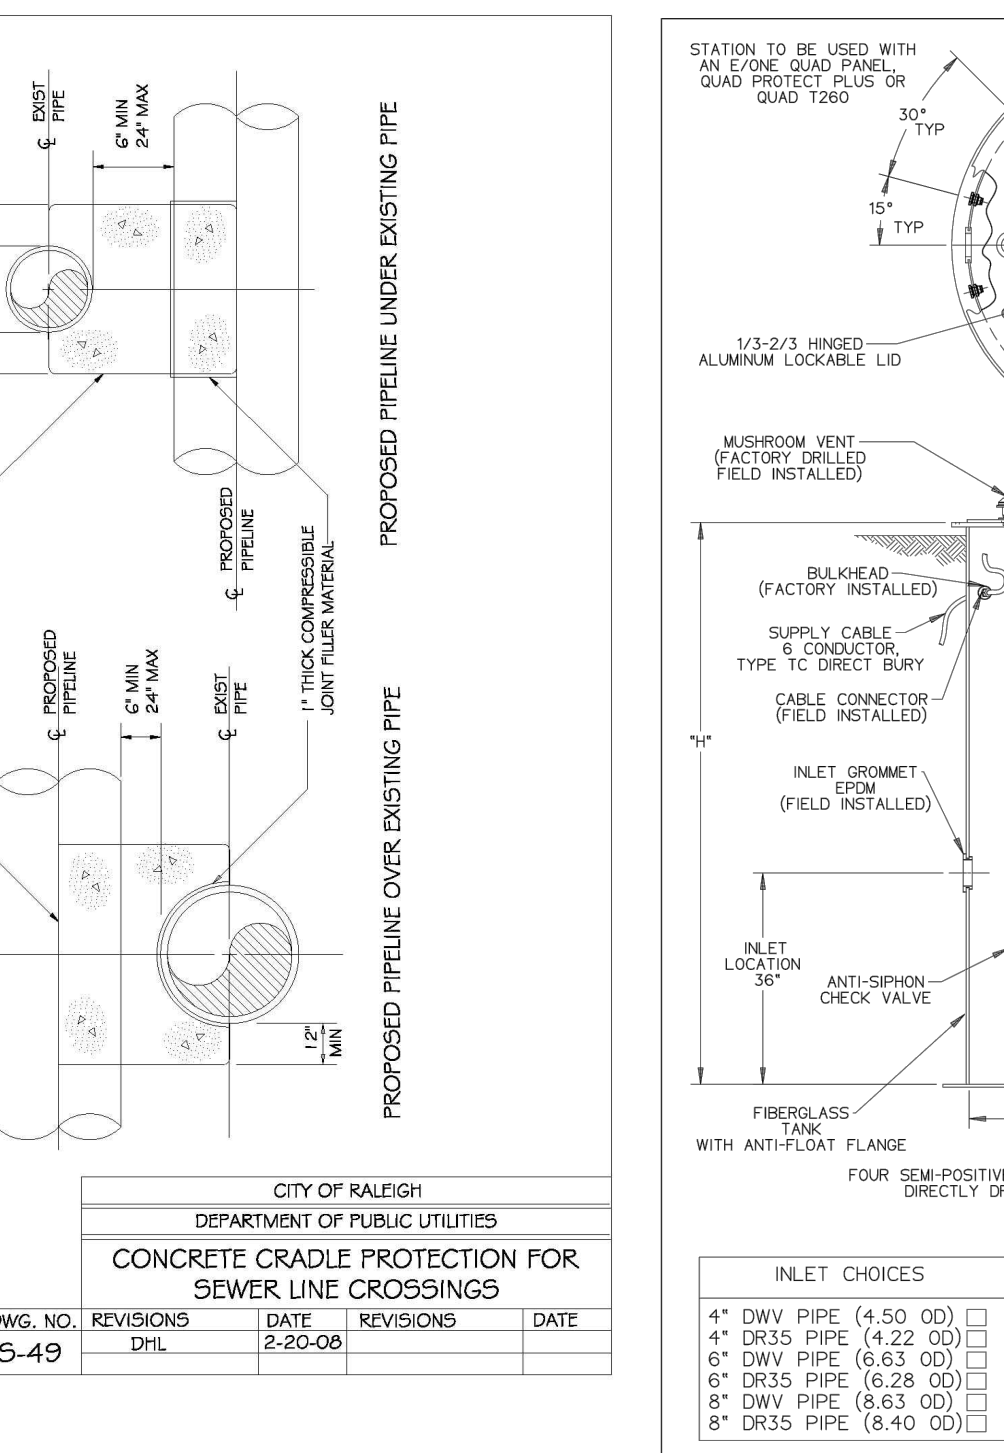 EXIST
PIPE
6" MIN
24" MAX
PROPOSED PIPELINE UNDER EXISTING PIPE
PROPOSED
PIPELINE
1" THICK COMPRESSIBLE
JOINT FILLER MATERIAL
PROPOSED
PIPELINE
6" MIN
24" MAX
EXIST
PIPE
PROPOSED PIPELINE OVER EXISTING PIPE
12"
MIN
CITY OF RALEIGH
DEPARTMENT OF PUBLIC UTILITIES
CONCRETE CRADLE PROTECTION FOR
SEWER LINE CROSSINGS
WG. NO. REVISIONS DATE REVISIONS DATE
S-49 DHL 2-20-08
STATION TO BE USED WITH
AN E/ONE QUAD PANEL,
QUAD PROTECT PLUS OR
QUAD T260
30°
TYP
15°
TYP
1/3-2/3 HINGED
ALUMINUM LOCKABLE LID
MUSHROOM VENT
(FACTORY DRILLED
FIELD INSTALLED)
BULKHEAD
(FACTORY INSTALLED)
SUPPLY CABLE
6 CONDUCTOR,
TYPE TC DIRECT BURY
CABLE CONNECTOR
(FIELD INSTALLED)
"H"
INLET GROMMET
EPDM
(FIELD INSTALLED)
INLET
LOCATION
36"
ANTI-SIPHON
CHECK VALVE
FIBERGLASS
TANK
WITH ANTI-FLOAT FLANGE
FOUR SEMI-POSITIV
DIRECTLY DR
INLET CHOICES
4" DWV PIPE (4.50 OD)
4" DR35 PIPE (4.22 OD)
6" DWV PIPE (6.63 OD)
6" DR35 PIPE (6.28 OD)
8" DWV PIPE (8.63 OD)
8" DR35 PIPE (8.40 OD)